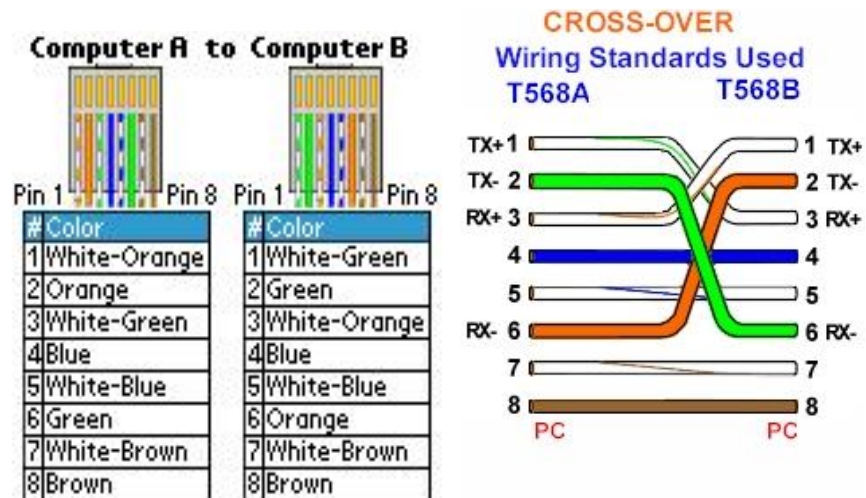 Computer A to Computer B
Pin 1 Pin 8 Pin 1 Pin 8
# Color
1 White-Orange
2 Orange
3 White-Green
4 Blue
5 White-Blue
6 Green
7 White-Brown
8 Brown
# Color
1 White-Green
2 Green
3 White-Orange
4 Blue
5 White-Blue
6 Orange
7 White-Brown
8 Brown
CROSS-OVER
Wiring Standards Used
T568A T568B
TX+ 1 1 TX+
TX- 2 2 TX-
RX+ 3 3 RX+
4 4
5 5
RX- 6 6 RX-
7 7
8 8
PC PC